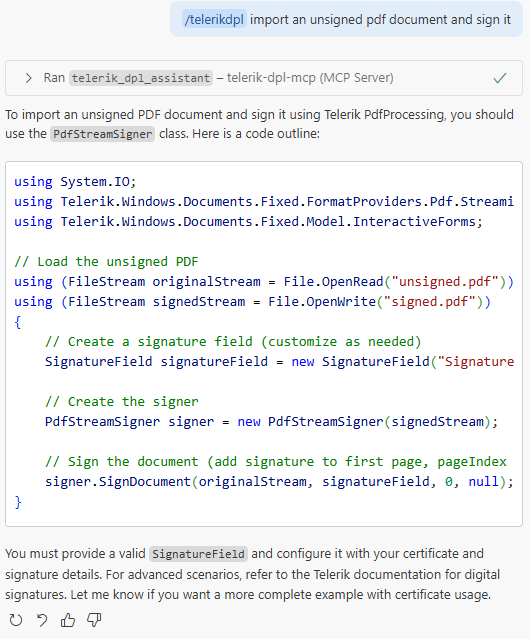 /telerikdpl import an unsigned pdf document and sign it
Ran telerik_dpl_assistant – telerik-dpl-mcp (MCP Server)
To import an unsigned PDF document and sign it using Telerik PdfProcessing, you should
use the PdfStreamSigner class. Here is a code outline:
using System.IO;
using Telerik.Windows.Documents.Fixed.FormatProviders.Pdf.Streami
using Telerik.Windows.Documents.Fixed.Model.InteractiveForms;
// Load the unsigned PDF
using (FileStream originalStream = File.OpenRead("unsigned.pdf"))
using (FileStream signedStream = File.OpenWrite("signed.pdf"))
{
    // Create a signature field (customize as needed)
    SignatureField signatureField = new SignatureField("Signature
    // Create the signer
    PdfStreamSigner signer = new PdfStreamSigner(signedStream);
    // Sign the document (add signature to first page, pageIndex
    signer.SignDocument(originalStream, signatureField, 0, null);
}
You must provide a valid SignatureField and configure it with your certificate and
signature details. For advanced scenarios, refer to the Telerik documentation for digital
signatures. Let me know if you want a more complete example with certificate usage.